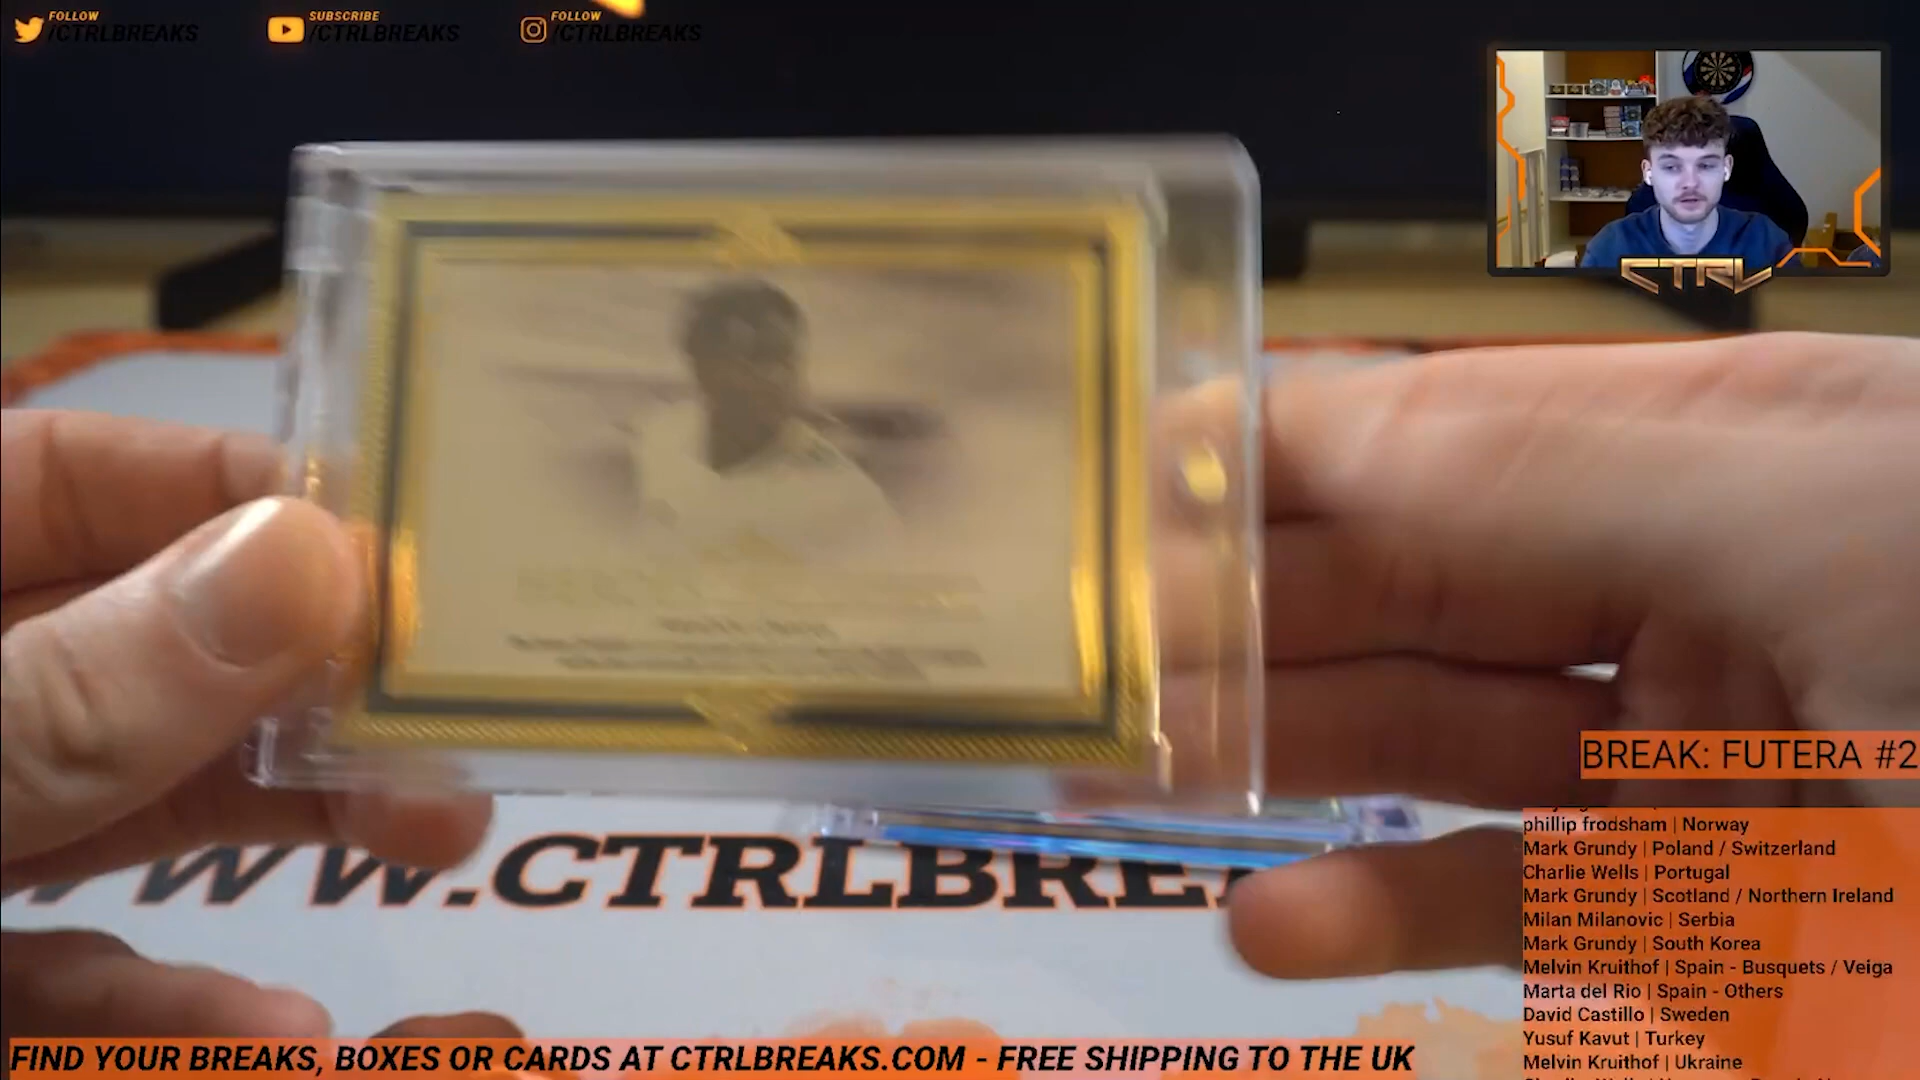 FOLLOW
/CTRLBREAKS
SUBSCRIBE
/CTRLBREAKS
FOLLOW
/CTRLBREAKS
CTRL
BREAK: FUTERA #2
phillip frodsham | Norway
Mark Grundy | Poland / Switzerland
Charlie Wells | Portugal
Mark Grundy | Scotland / Northern Ireland
Milan Milanovic | Serbia
Mark Grundy | South Korea
Melvin Kruithof | Spain - Busquets / Veiga
Marta del Rio | Spain - Others
David Castillo | Sweden
Yusuf Kavut | Turkey
Melvin Kruithof | Ukraine
WWW.CTRLBREA
FIND YOUR BREAKS, BOXES OR CARDS AT CTRLBREAKS.COM - FREE SHIPPING TO THE UK